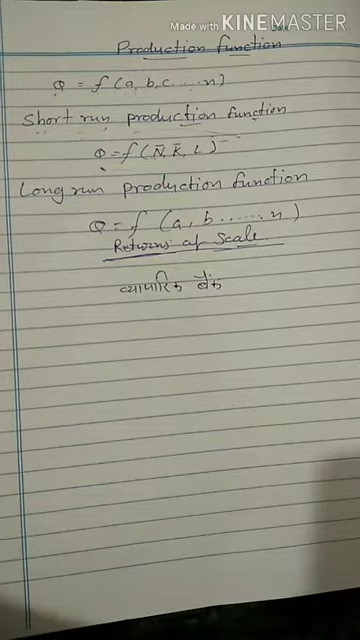 Made with KINEMASTER
Production function
Q = f (a, b, c.....n)
Short run production function
Q = f (N̄, K̄, L)
Long run production function
Q = f (a, b ...... n)
Returns of Scale
व्यापारिक बैंक